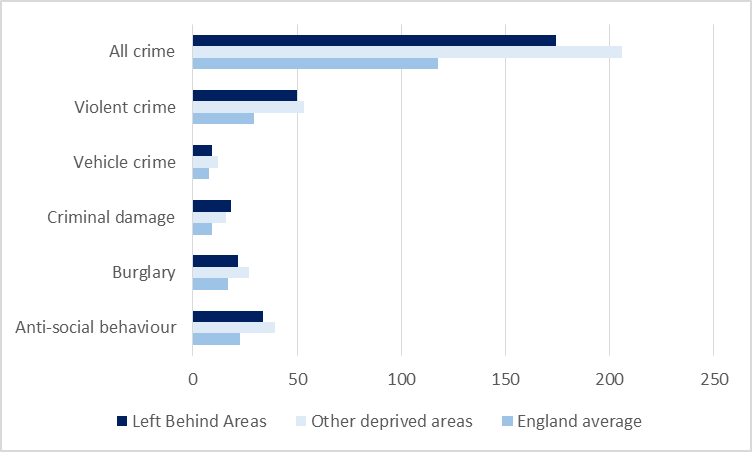 All crime
Violent crime
Vehicle crime
Criminal damage
Burglary
Anti-social behaviour
0 50 100 150 200 250
Left Behind Areas Other deprived areas England average